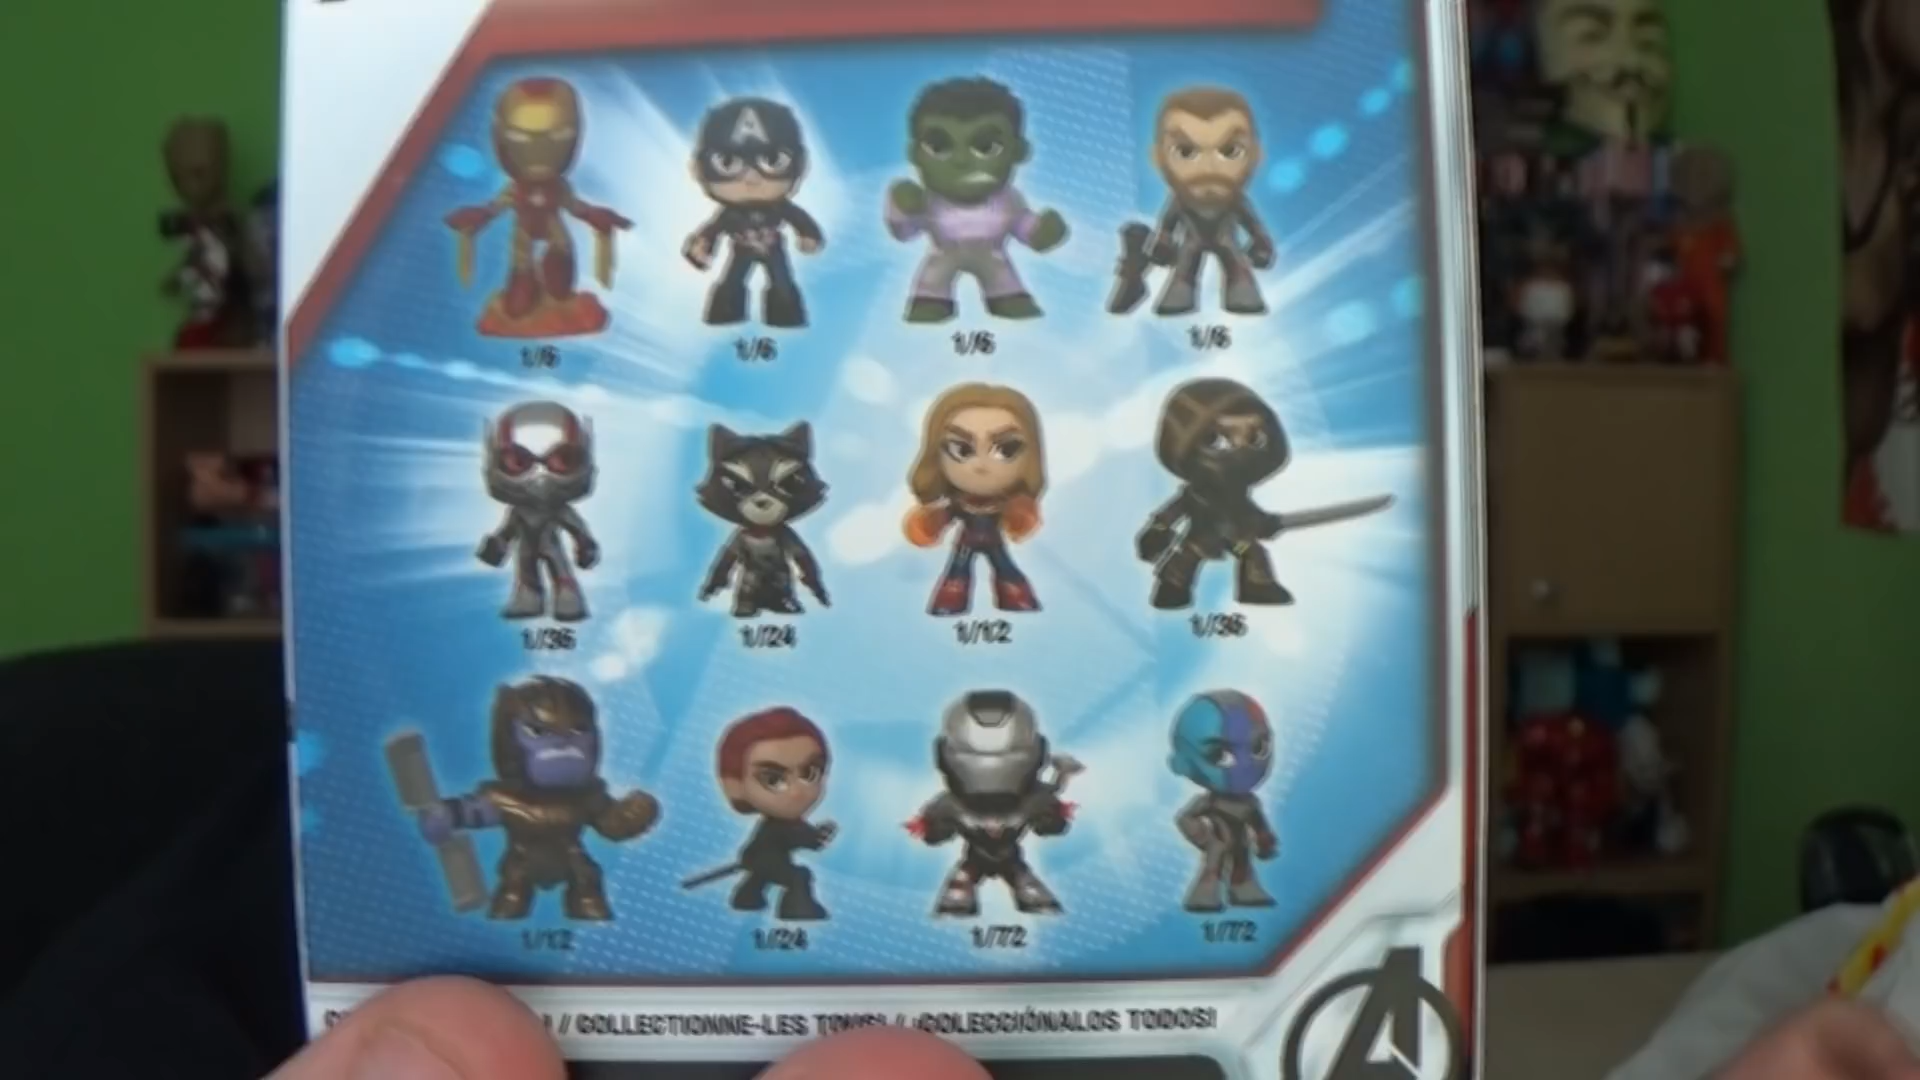 1/6 1/6 1/6 1/6
1/36 1/24 1/12 1/36
1/12 1/24 1/72 1/72
// COLLECTIONNE-LES TOUS! // ¡COLECCIÓNALOS TODOS!